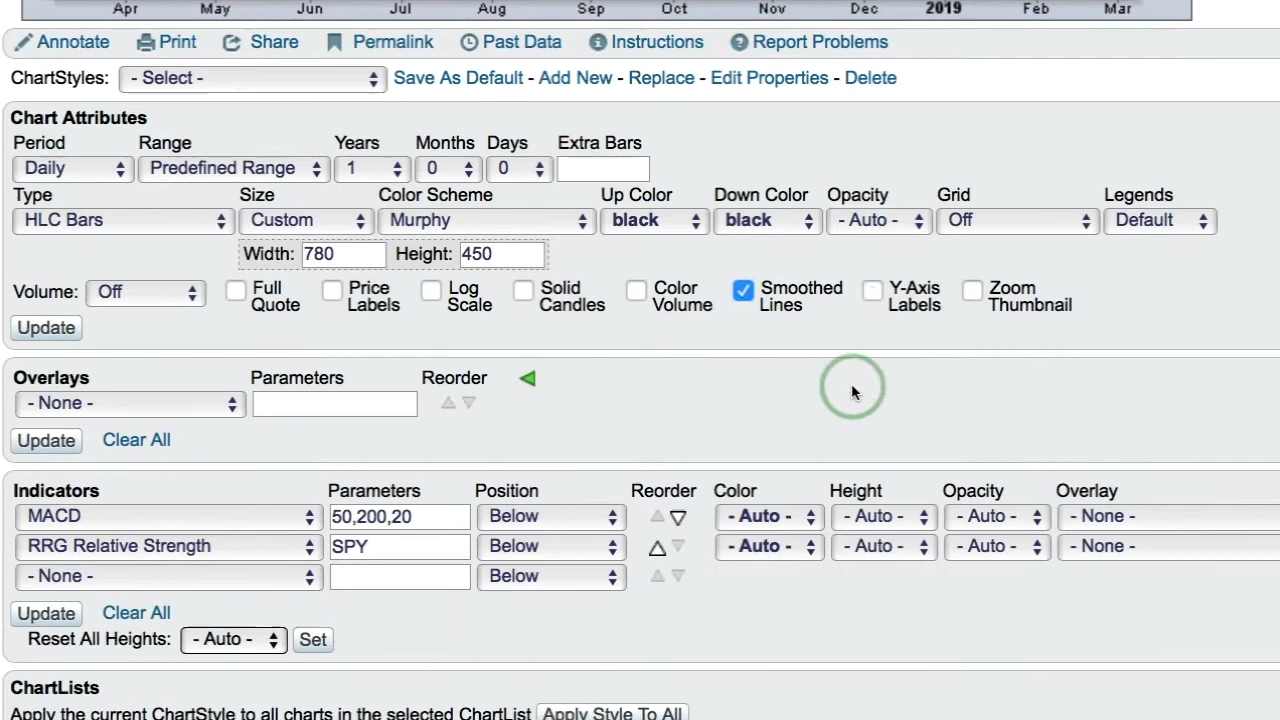 Apr May Jun Jul Aug Sep Oct Nov Dec 2019 Feb Mar
Annotate Print Share Permalink Past Data Instructions Report Problems
ChartStyles: - Select - Save As Default - Add New - Replace - Edit Properties - Delete
Chart Attributes
Period Range Years Months Days Extra Bars
Daily Predefined Range 1 0 0
Type Size Color Scheme Up Color Down Color Opacity Grid Legends
HLC Bars Custom Murphy black black - Auto - Off Default
Width: 780 Height: 450
Volume: Off Full Quote Price Labels Log Scale Solid Candles Color Volume Smoothed Lines Y-Axis Labels Zoom Thumbnail
Update
Overlays Parameters Reorder
- None -
Update Clear All
Indicators Parameters Position Reorder Color Height Opacity Overlay
MACD 50,200,20 Below - Auto - - Auto - - Auto - - None -
RRG Relative Strength SPY Below - Auto - - Auto - - Auto - - None -
- None - Below
Update Clear All
Reset All Heights: - Auto - Set
ChartLists
Apply the current ChartStyle to all charts in the selected ChartList Apply Style To All